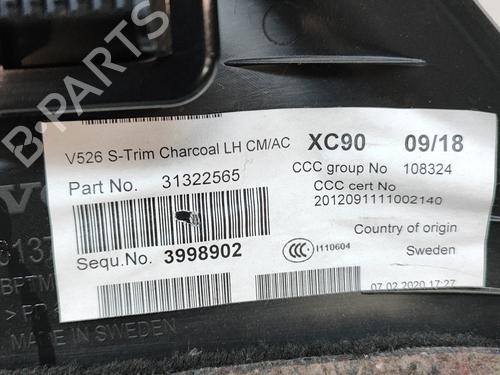 B-PARTS
V526 S-Trim Charcoal LH CM/AC XC90 09/18
Part No. 31322565 CCC group No 108324
CCC cert No
2012091111002140
Country of origin
Sequ.No. 3998902 CCC I110604 Sweden
07.02.2020 17:27
MADE IN SWEDEN